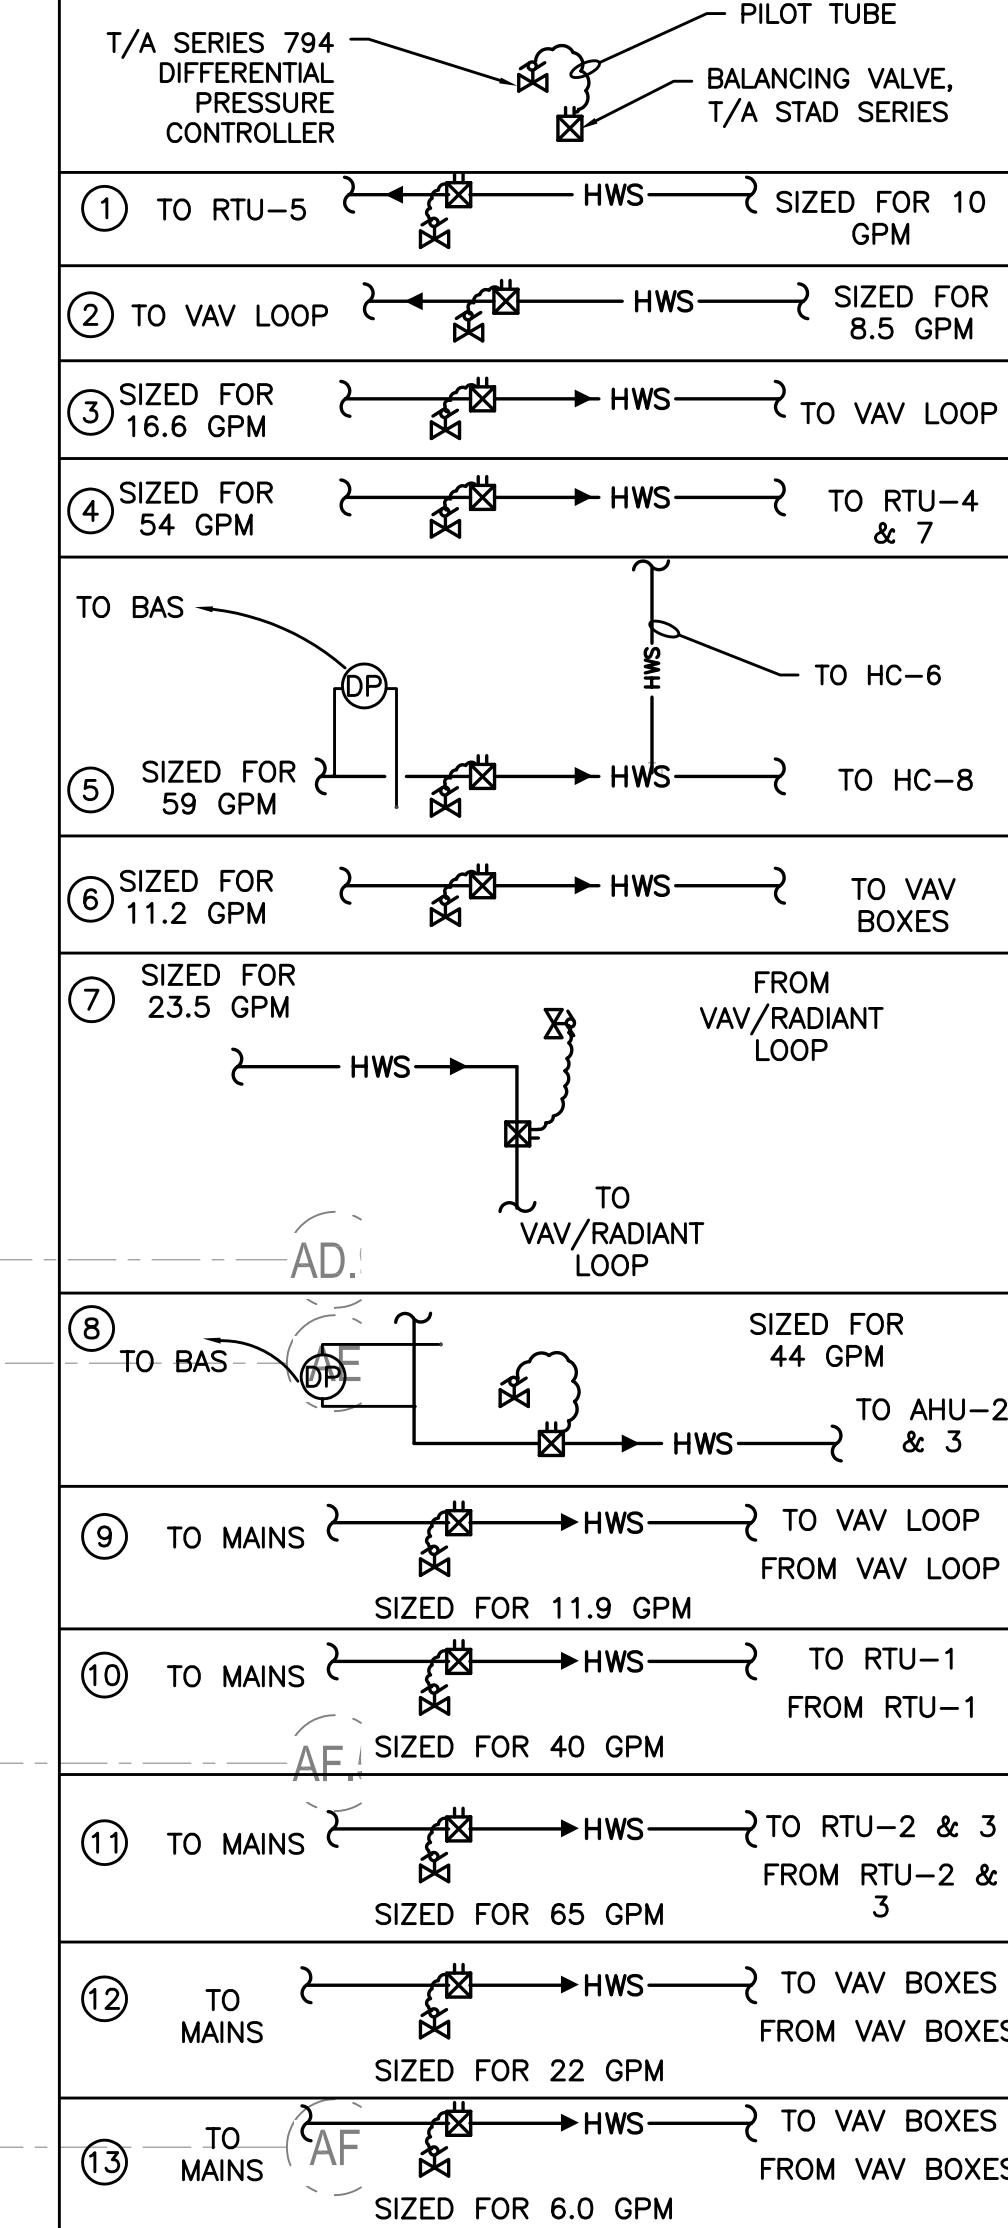 PILOT TUBE
T/A SERIES 794
DIFFERENTIAL
PRESSURE
CONTROLLER
BALANCING VALVE,
T/A STAD SERIES
1 TO RTU-5 HWS SIZED FOR 10
GPM
2 TO VAV LOOP HWS SIZED FOR
8.5 GPM
3 SIZED FOR
16.6 GPM
HWS TO VAV LOOP
4 SIZED FOR
54 GPM
HWS TO RTU-4
& 7
TO BAS
DP
HWS
TO HC-6
5 SIZED FOR
59 GPM
HWS TO HC-8
6 SIZED FOR
11.2 GPM
HWS TO VAV
BOXES
7 SIZED FOR
23.5 GPM
FROM
VAV/RADIANT
LOOP
HWS
TO
VAV/RADIANT
LOOP
AD.
8 SIZED FOR
44 GPM
TO BAS
DP
AE
TO AHU-2
& 3
HWS
9 TO MAINS HWS TO VAV LOOP
FROM VAV LOOP
SIZED FOR 11.9 GPM
10 TO MAINS HWS TO RTU-1
FROM RTU-1
SIZED FOR 40 GPM
AF.
11 TO MAINS HWS TO RTU-2 & 3
FROM RTU-2 &
3
SIZED FOR 65 GPM
12 TO
MAINS
HWS TO VAV BOXES
FROM VAV BOXES
SIZED FOR 22 GPM
13 TO
MAINS
AF
HWS TO VAV BOXES
FROM VAV BOXES
SIZED FOR 6.0 GPM